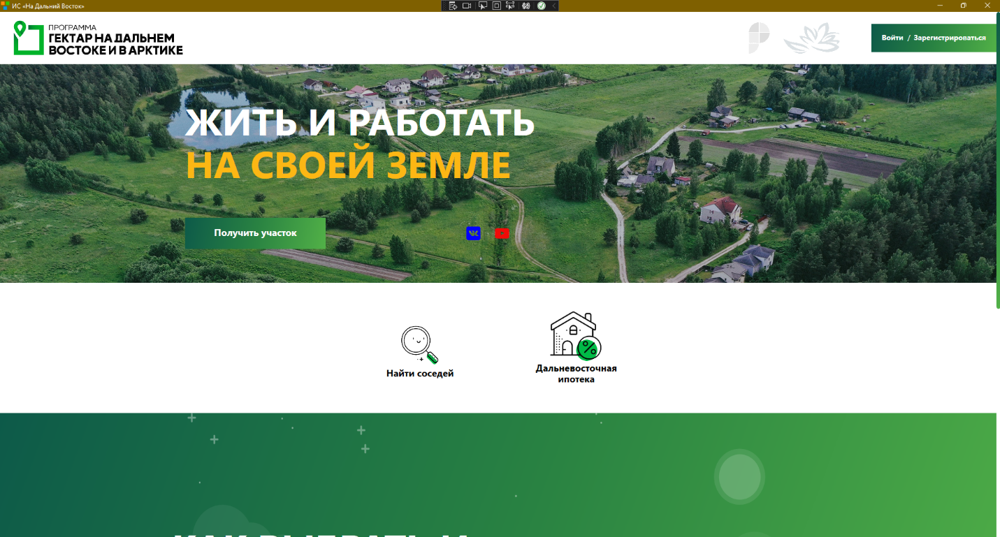 ИС «На Дальний Восток»
ПРОГРАММА
ГЕКТАР НА ДАЛЬНЕМ
ВОСТОКЕ И В АРКТИКЕ
Войти / Зарегистрироваться
ЖИТЬ И РАБОТАТЬ
НА СВОЕЙ ЗЕМЛЕ
Получить участок
Найти соседей
Дальневосточная
ипотека